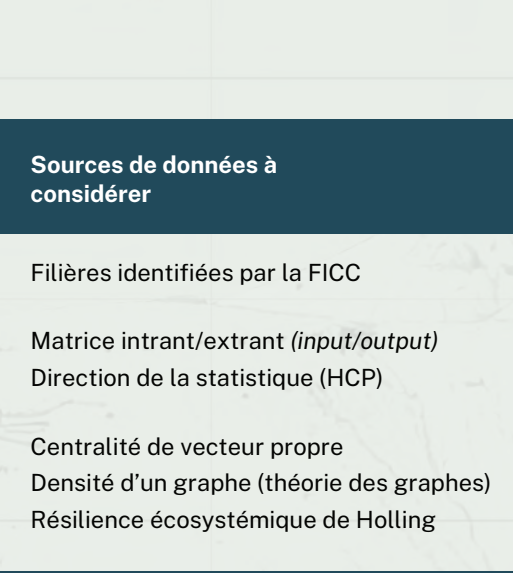 Sources de données à
considérer
Filières identifiées par la FICC
Matrice intrant/extrant (input/output)
Direction de la statistique (HCP)
Centralité de vecteur propre
Densité d’un graphe (théorie des graphes)
Résilience écosystémique de Holling